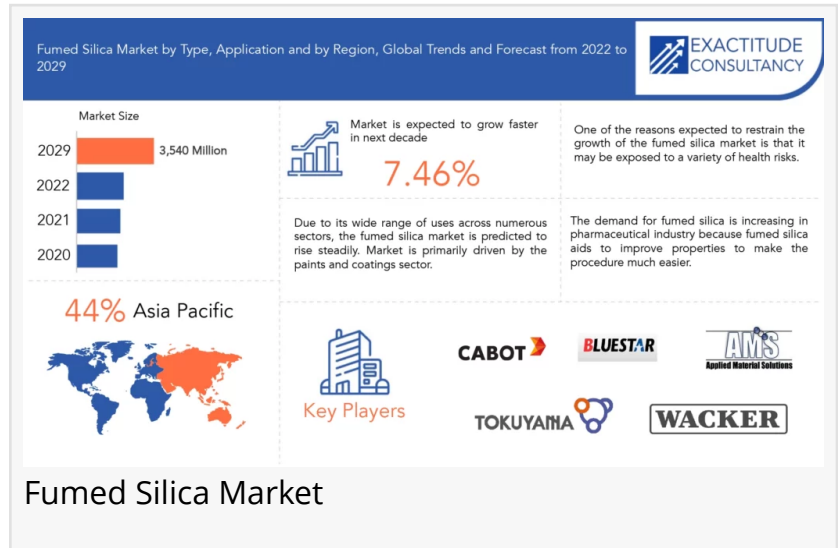 Fumed Silica Market by Type, Application and by Region, Global Trends and Forecast from 2022 to
2029
EXACTITUDE
CONSULTANCY
Market Size
2029
3,540 Million
2022
2021
2020
Market is expected to grow faster
in next decade
7.46%
One of the reasons expected to restrain the
growth of the fumed silica market is that it
may be exposed to a variety of health risks.
Due to its wide range of uses across numerous
sectors, the fumed silica market is predicted to
rise steadily. Market is primarily driven by the
paints and coatings sector.
The demand for fumed silica is increasing in
pharmaceutical industry because fumed silica
aids to improve properties to make the
procedure much easier.
44% Asia Pacific
Key Players
CABOT
BLUESTAR
AMS
Applied Material Solutions
TOKUYAMA
WACKER
Fumed Silica Market